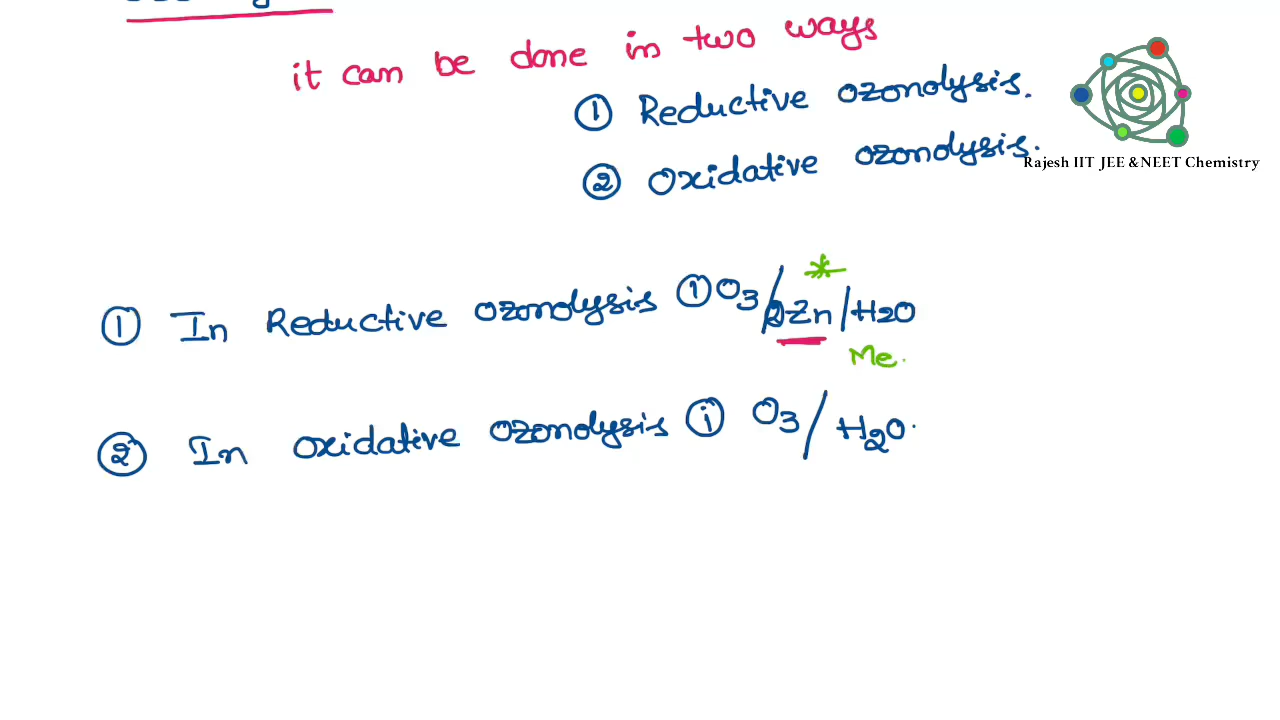 it can be done in two ways
① Reductive ozonolysis.
② Oxidative ozonolysis.
Rajesh IIT JEE &NEET Chemistry
① In Reductive ozonolysis ① O3/2Zn/H2O
Me.
② In oxidative ozonolysis ⓘ O3/H2O.